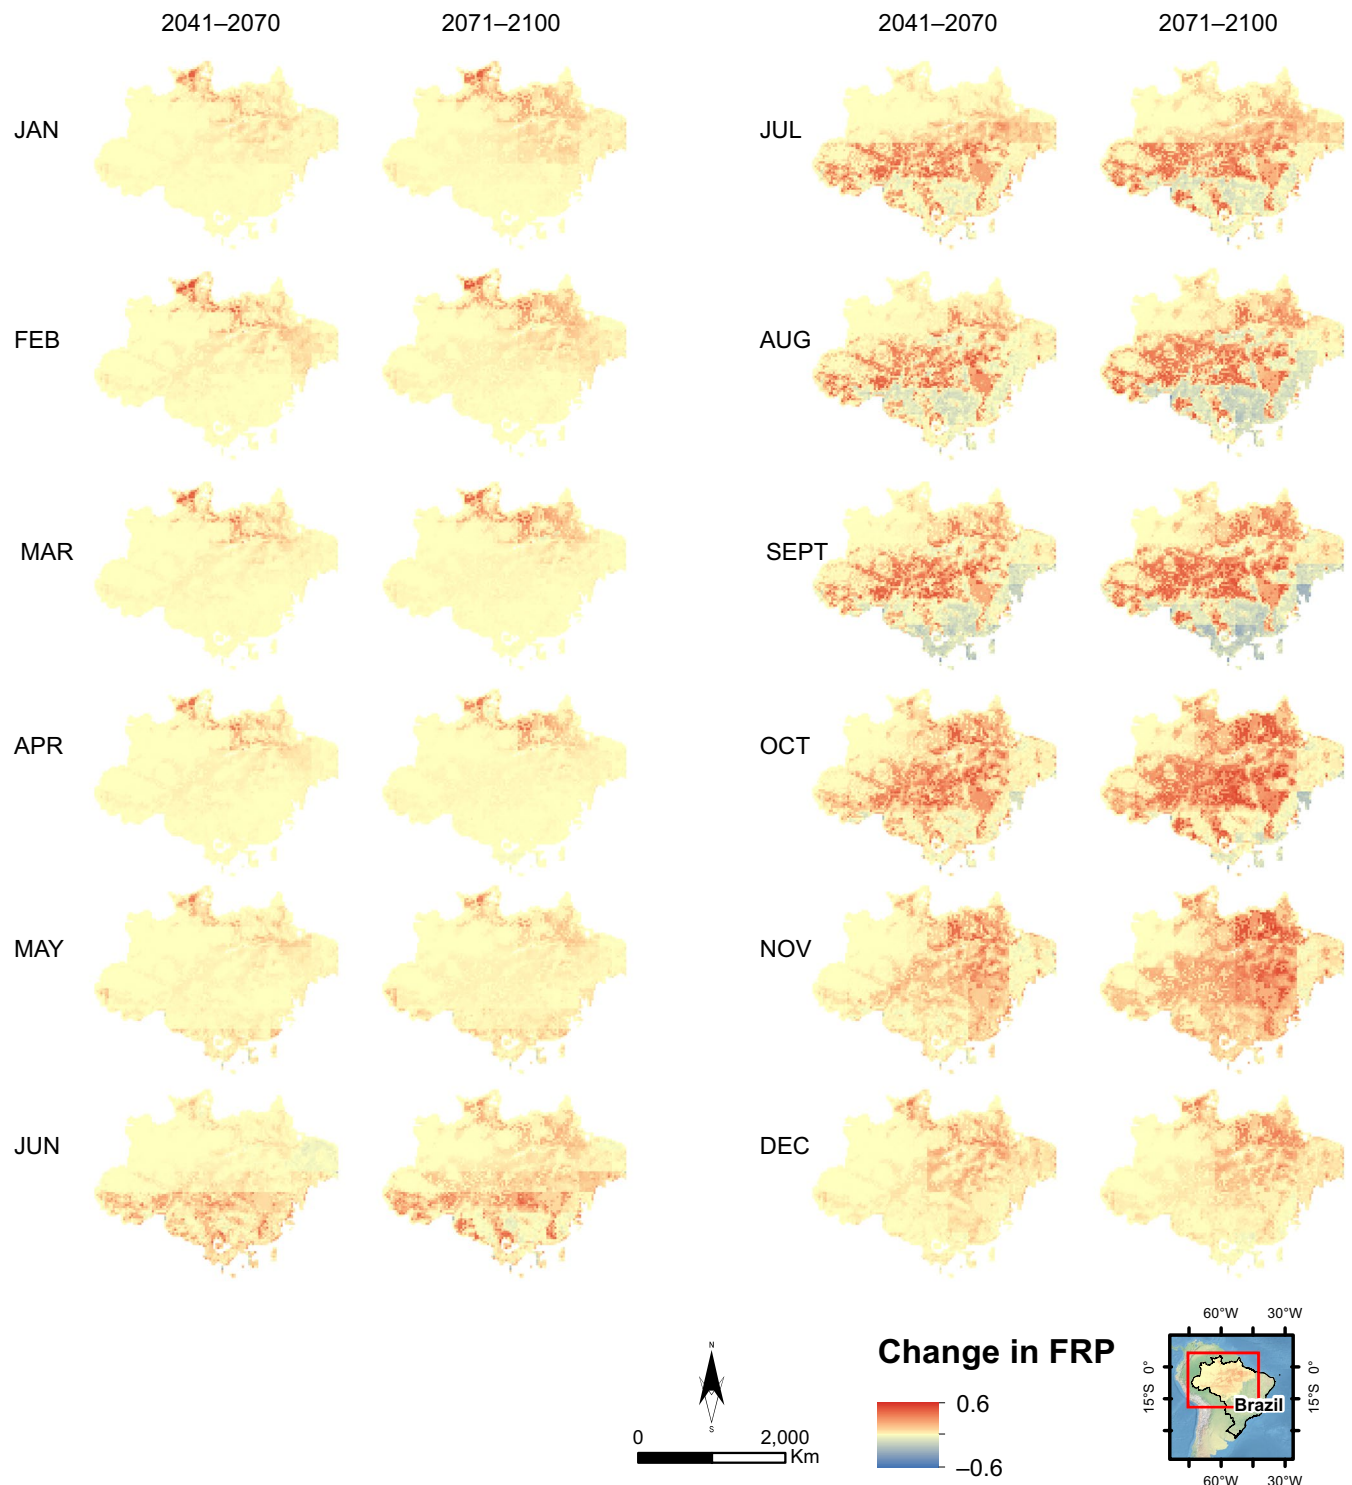 2041–2070 2071–2100 2041–2070 2071–2100
JAN JUL
FEB AUG
MAR SEPT
APR OCT
MAY NOV
JUN DEC
60°W 30°W
N
Change in FRP
0° 0°
15°S 15°S
Brazil
0.6
–0.6
S
0 2,000
Km
60°W 30°W